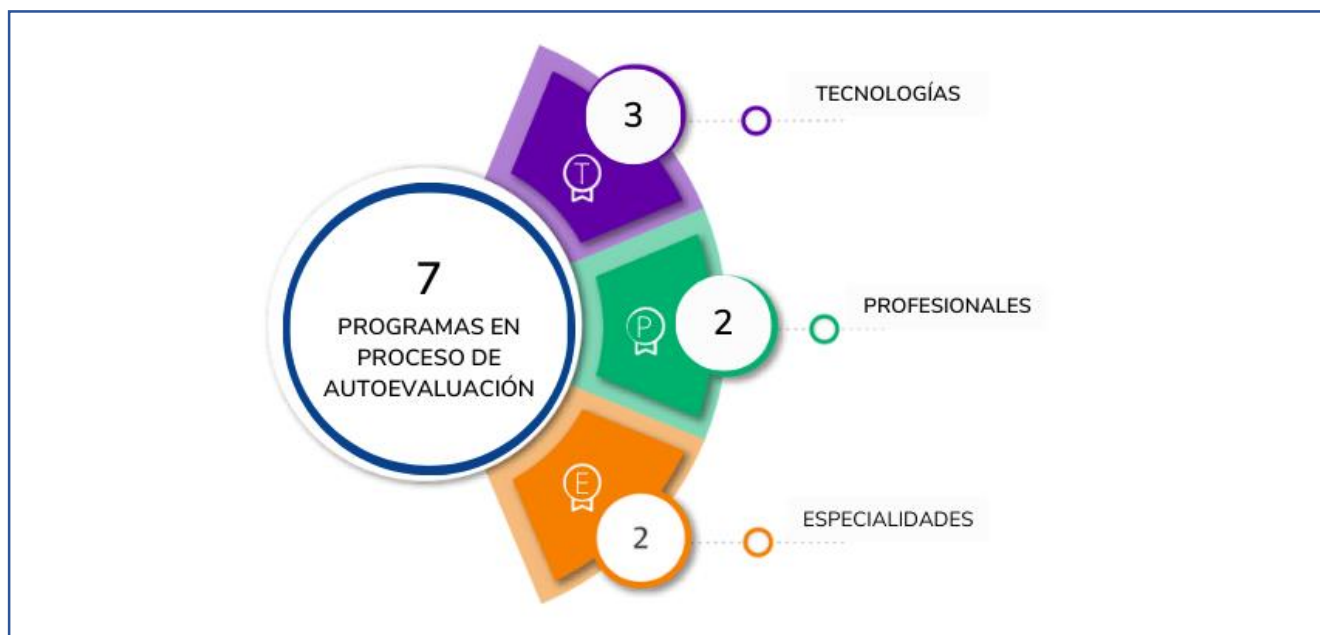 7
PROGRAMAS EN
PROCESO DE
AUTOEVALUACIÓN
3
T
TECNOLOGÍAS
P
2
PROFESIONALES
E
2
ESPECIALIDADES